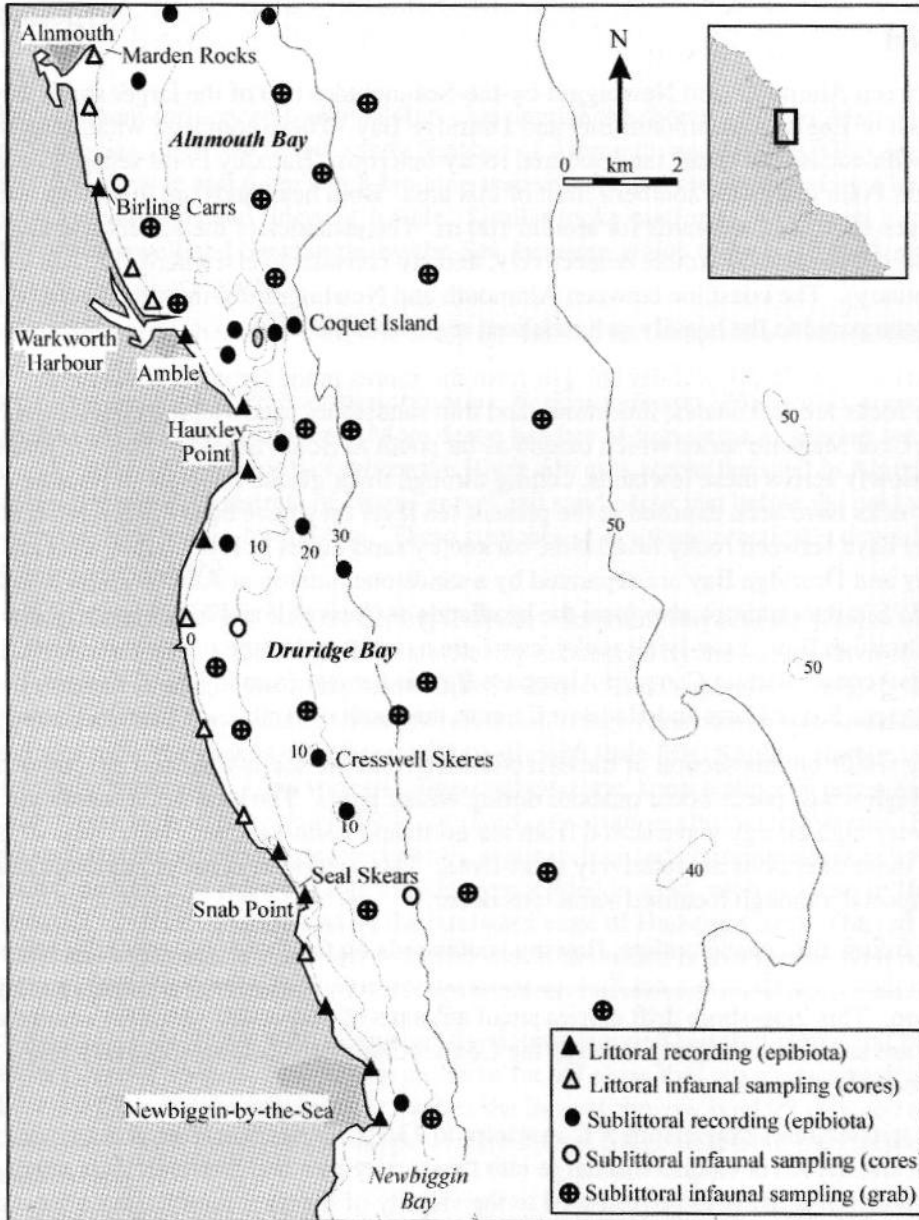 Alnmouth
Marden Rocks
N
Alnmouth Bay
0 km 2
Birling Carrs
Coquet Island
Warkworth
Harbour
0
Amble
50
Hauxley
Point
50
10
20
30
0
Druridge Bay
50
10
Cresswell Skeres
10
Seal Skears
40
Snab Point
Littoral recording (epibiota)
Littoral infaunal sampling (cores)
Sublittoral recording (epibiota)
Sublittoral infaunal sampling (cores)
Sublittoral infaunal sampling (grab)
Newbiggin-by-the-Sea
Newbiggin
Bay